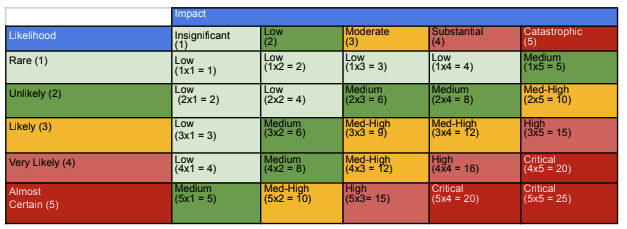 Impact
Likelihood
Insignificant
(1)
Low
(2)
Moderate
(3)
Substantial
(4)
Catastrophic
(5)
Rare (1)
Low
(1x1 = 1)
Low
(1x2 = 2)
Low
(1x3 = 3)
Low
(1x4 = 4)
Medium
(1x5 = 5)
Unlikely (2)
Low
(2x1 = 2)
Low
(2x2 = 4)
Medium
(2x3 = 6)
Medium
(2x4 = 8)
Med-High
(2x5 = 10)
Likely (3)
Low
(3x1 = 3)
Medium
(3x2 = 6)
Med-High
(3x3 = 9)
Med-High
(3x4 = 12)
High
(3x5 = 15)
Very Likely (4)
Low
(4x1 = 4)
Medium
(4x2 = 8)
Med-High
(4x3 = 12)
High
(4x4 = 16)
Critical
(4x5 = 20)
Almost
Certain (5)
Medium
(5x1 = 5)
Med-High
(5x2 = 10)
High
(5x3= 15)
Critical
(5x4 = 20)
Critical
(5x5 = 25)